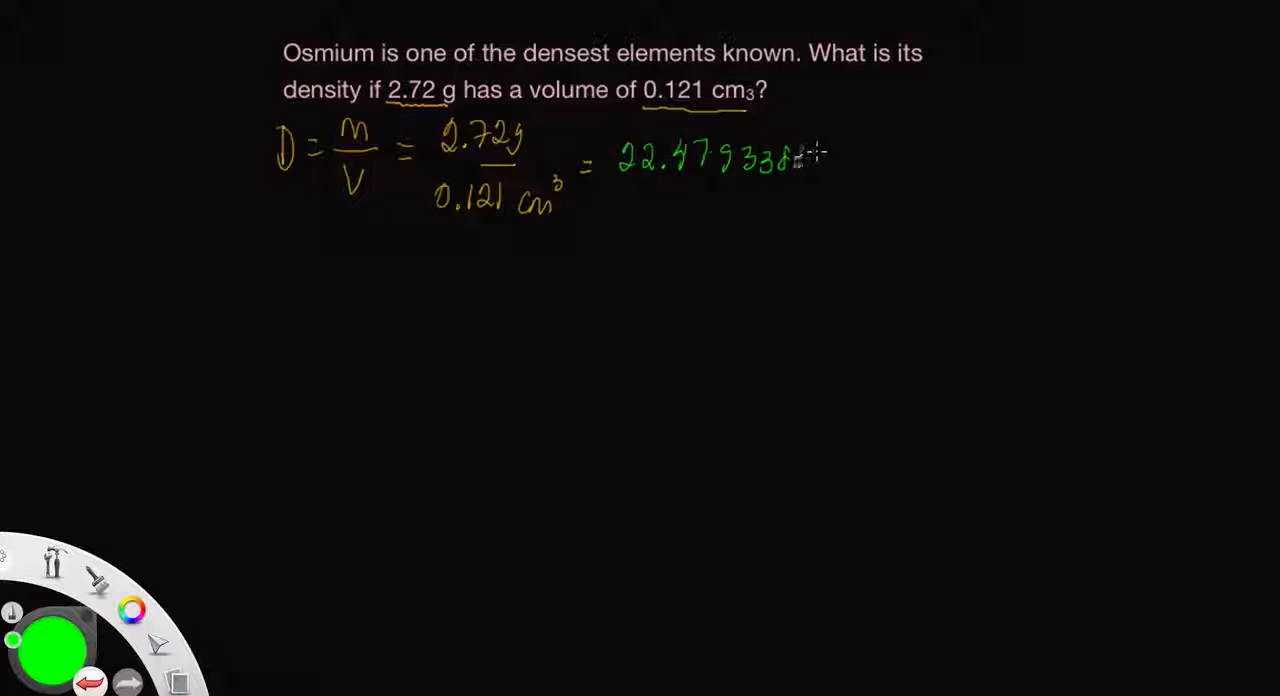 Osmium is one of the densest elements known. What is its
density if 2.72 g has a volume of 0.121 cm₃?
D = m/V = 2.72g/0.121 cm³ = 22.479338